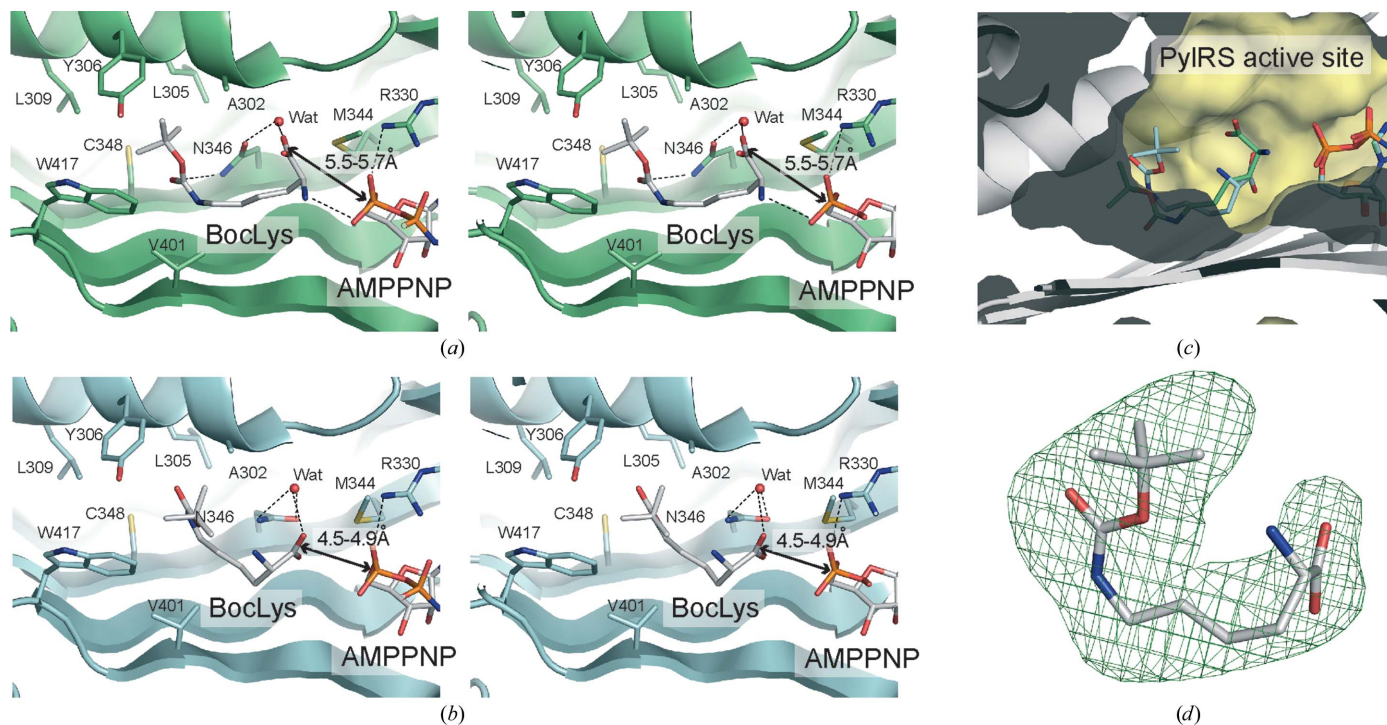 Y306
L305
L309
A302
R330
M344
Wat
C348
N346
5.5-5.7Å
W417
V401
BocLys
AMPPNP
Y306
L305
L309
A302
R330
M344
Wat
C348
N346
5.5-5.7Å
W417
V401
BocLys
AMPPNP
(a)
PylRS active site
(c)
Y306
L305
L309
A302
R330
M344
Wat
C348
N346
4.5-4.9Å
W417
V401
BocLys
AMPPNP
Y306
L305
L309
A302
R330
M344
Wat
C348
N346
4.5-4.9Å
W417
V401
BocLys
AMPPNP
(b)
(d)